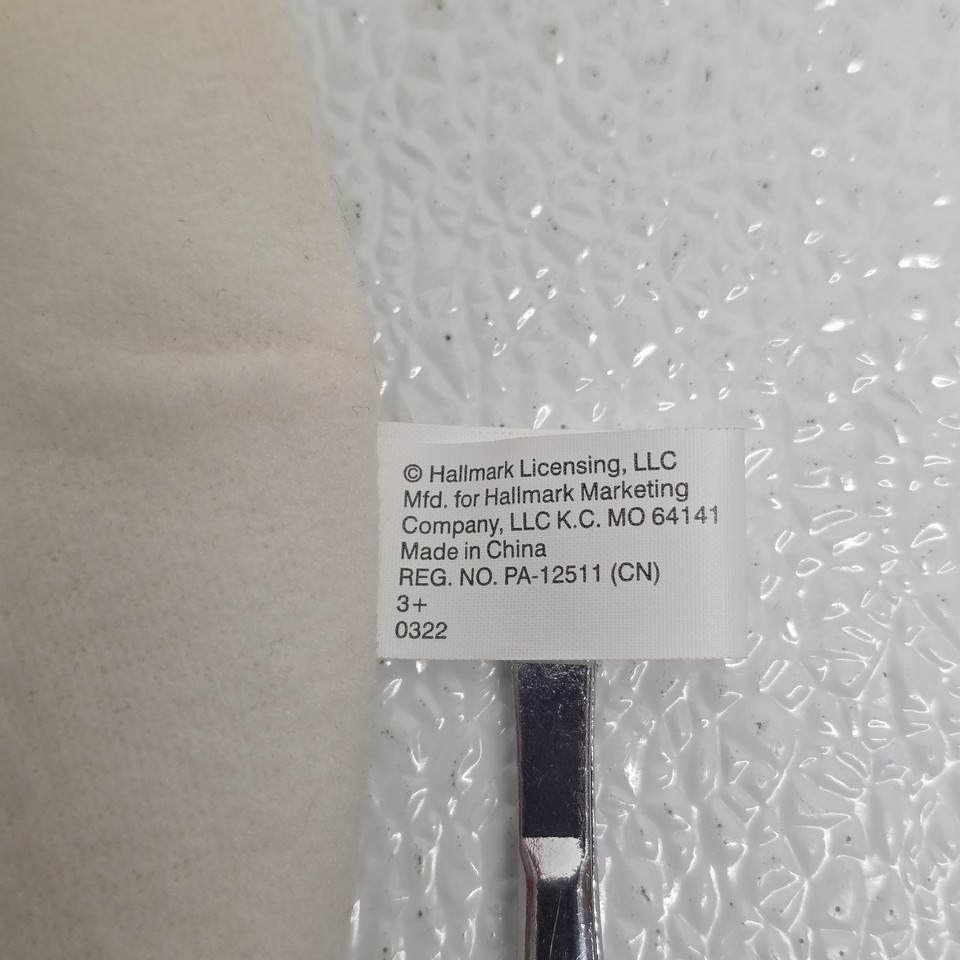 © Hallmark Licensing, LLC
Mfd. for Hallmark Marketing
Company, LLC K.C. MO 64141
Made in China
REG. NO. PA-12511 (CN)
3+
0322